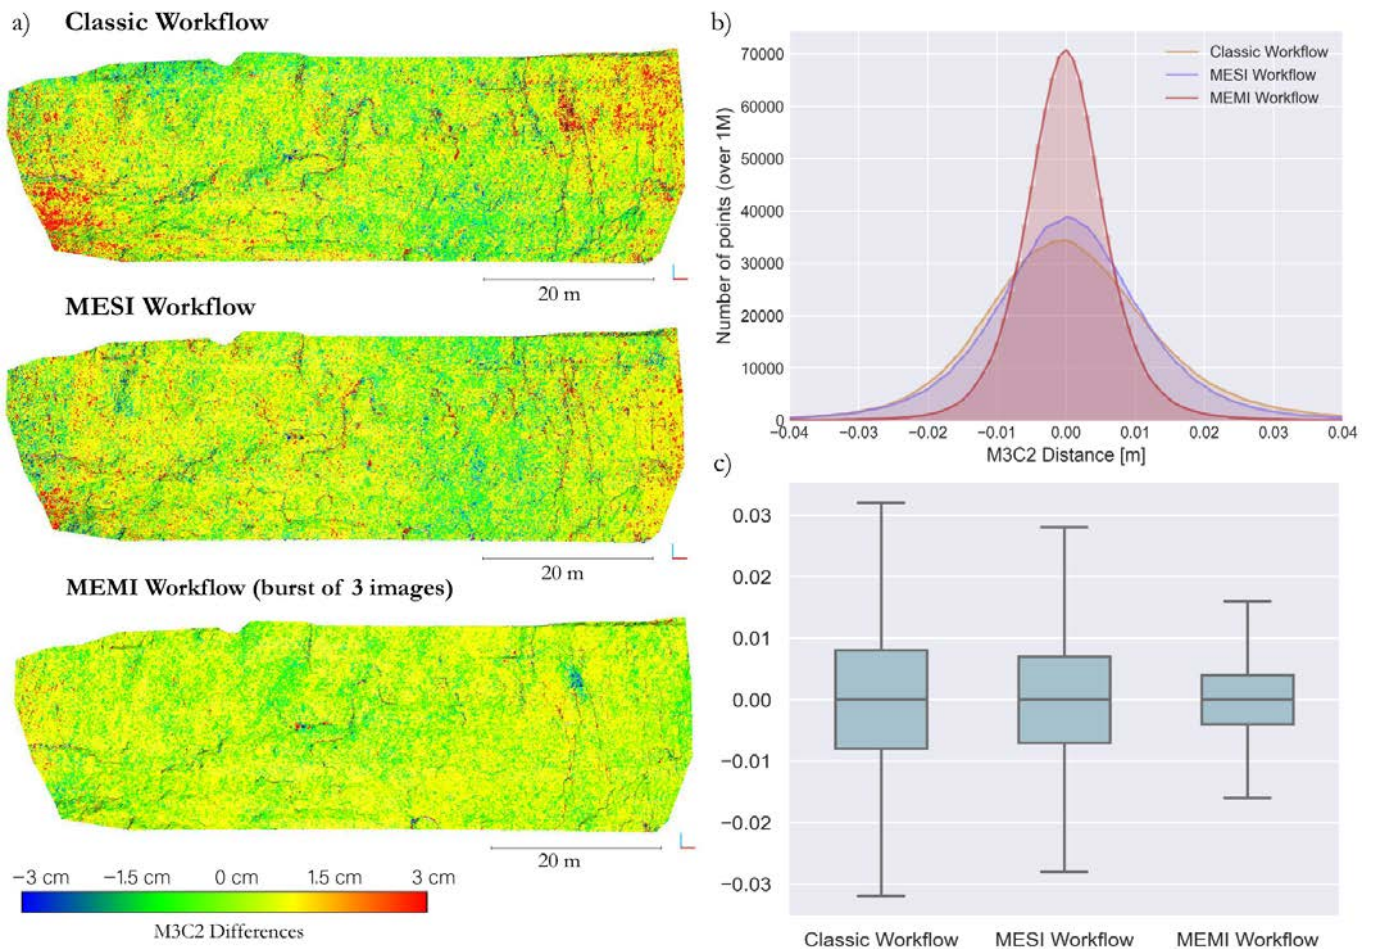 a)
Classic Workflow
20 m
MESI Workflow
20 m
MEMI Workflow (burst of 3 images)
20 m
−3 cm −1.5 cm 0 cm 1.5 cm 3 cm
M3C2 Differences
b)
Classic Workflow
MESI Workflow
MEMI Workflow
Number of points (over 1M)
70000
60000
50000
40000
30000
20000
10000
0
−0.04 −0.03 −0.02 −0.01 0.00 0.01 0.02 0.03 0.04
M3C2 Distance [m]
c)
0.03
0.02
0.01
0.00
−0.01
−0.02
−0.03
Classic Workflow MESI Workflow MEMI Workflow